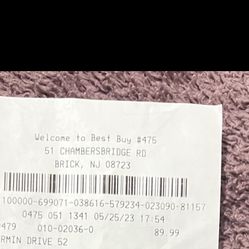 Welcome to Best Buy #475
51 CHAMBERSBRIDGE RD
BRICK, NJ 08723
100000-699071-038616-579234-023090-81157
0475 051 1341 05/25/23 17:54
479 010-02036-0 89.99
RMIN DRIVE 52